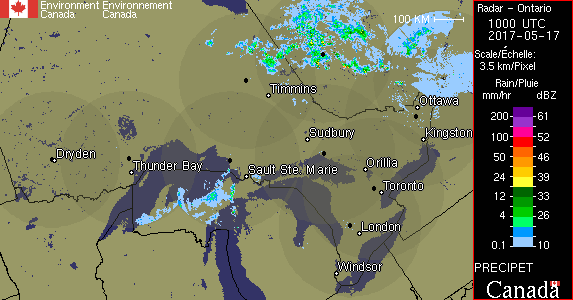 Environment Environnement
Canada Canada
100 KM
Timmins
Ottawa
Sudbury
Kingston
Dryden
Thunder Bay
Sault Ste. Marie
Orillia
Toronto
London
Windsor
Radar - Ontario
1000 UTC
2017-05-17
Scale/Échelle:
3.5 km/Pixel
Rain/Pluie
mm/hr dBZ
200 61
100 52
50 46
24 39
12 33
4 26
0.1 10
PRECIPET
Canada